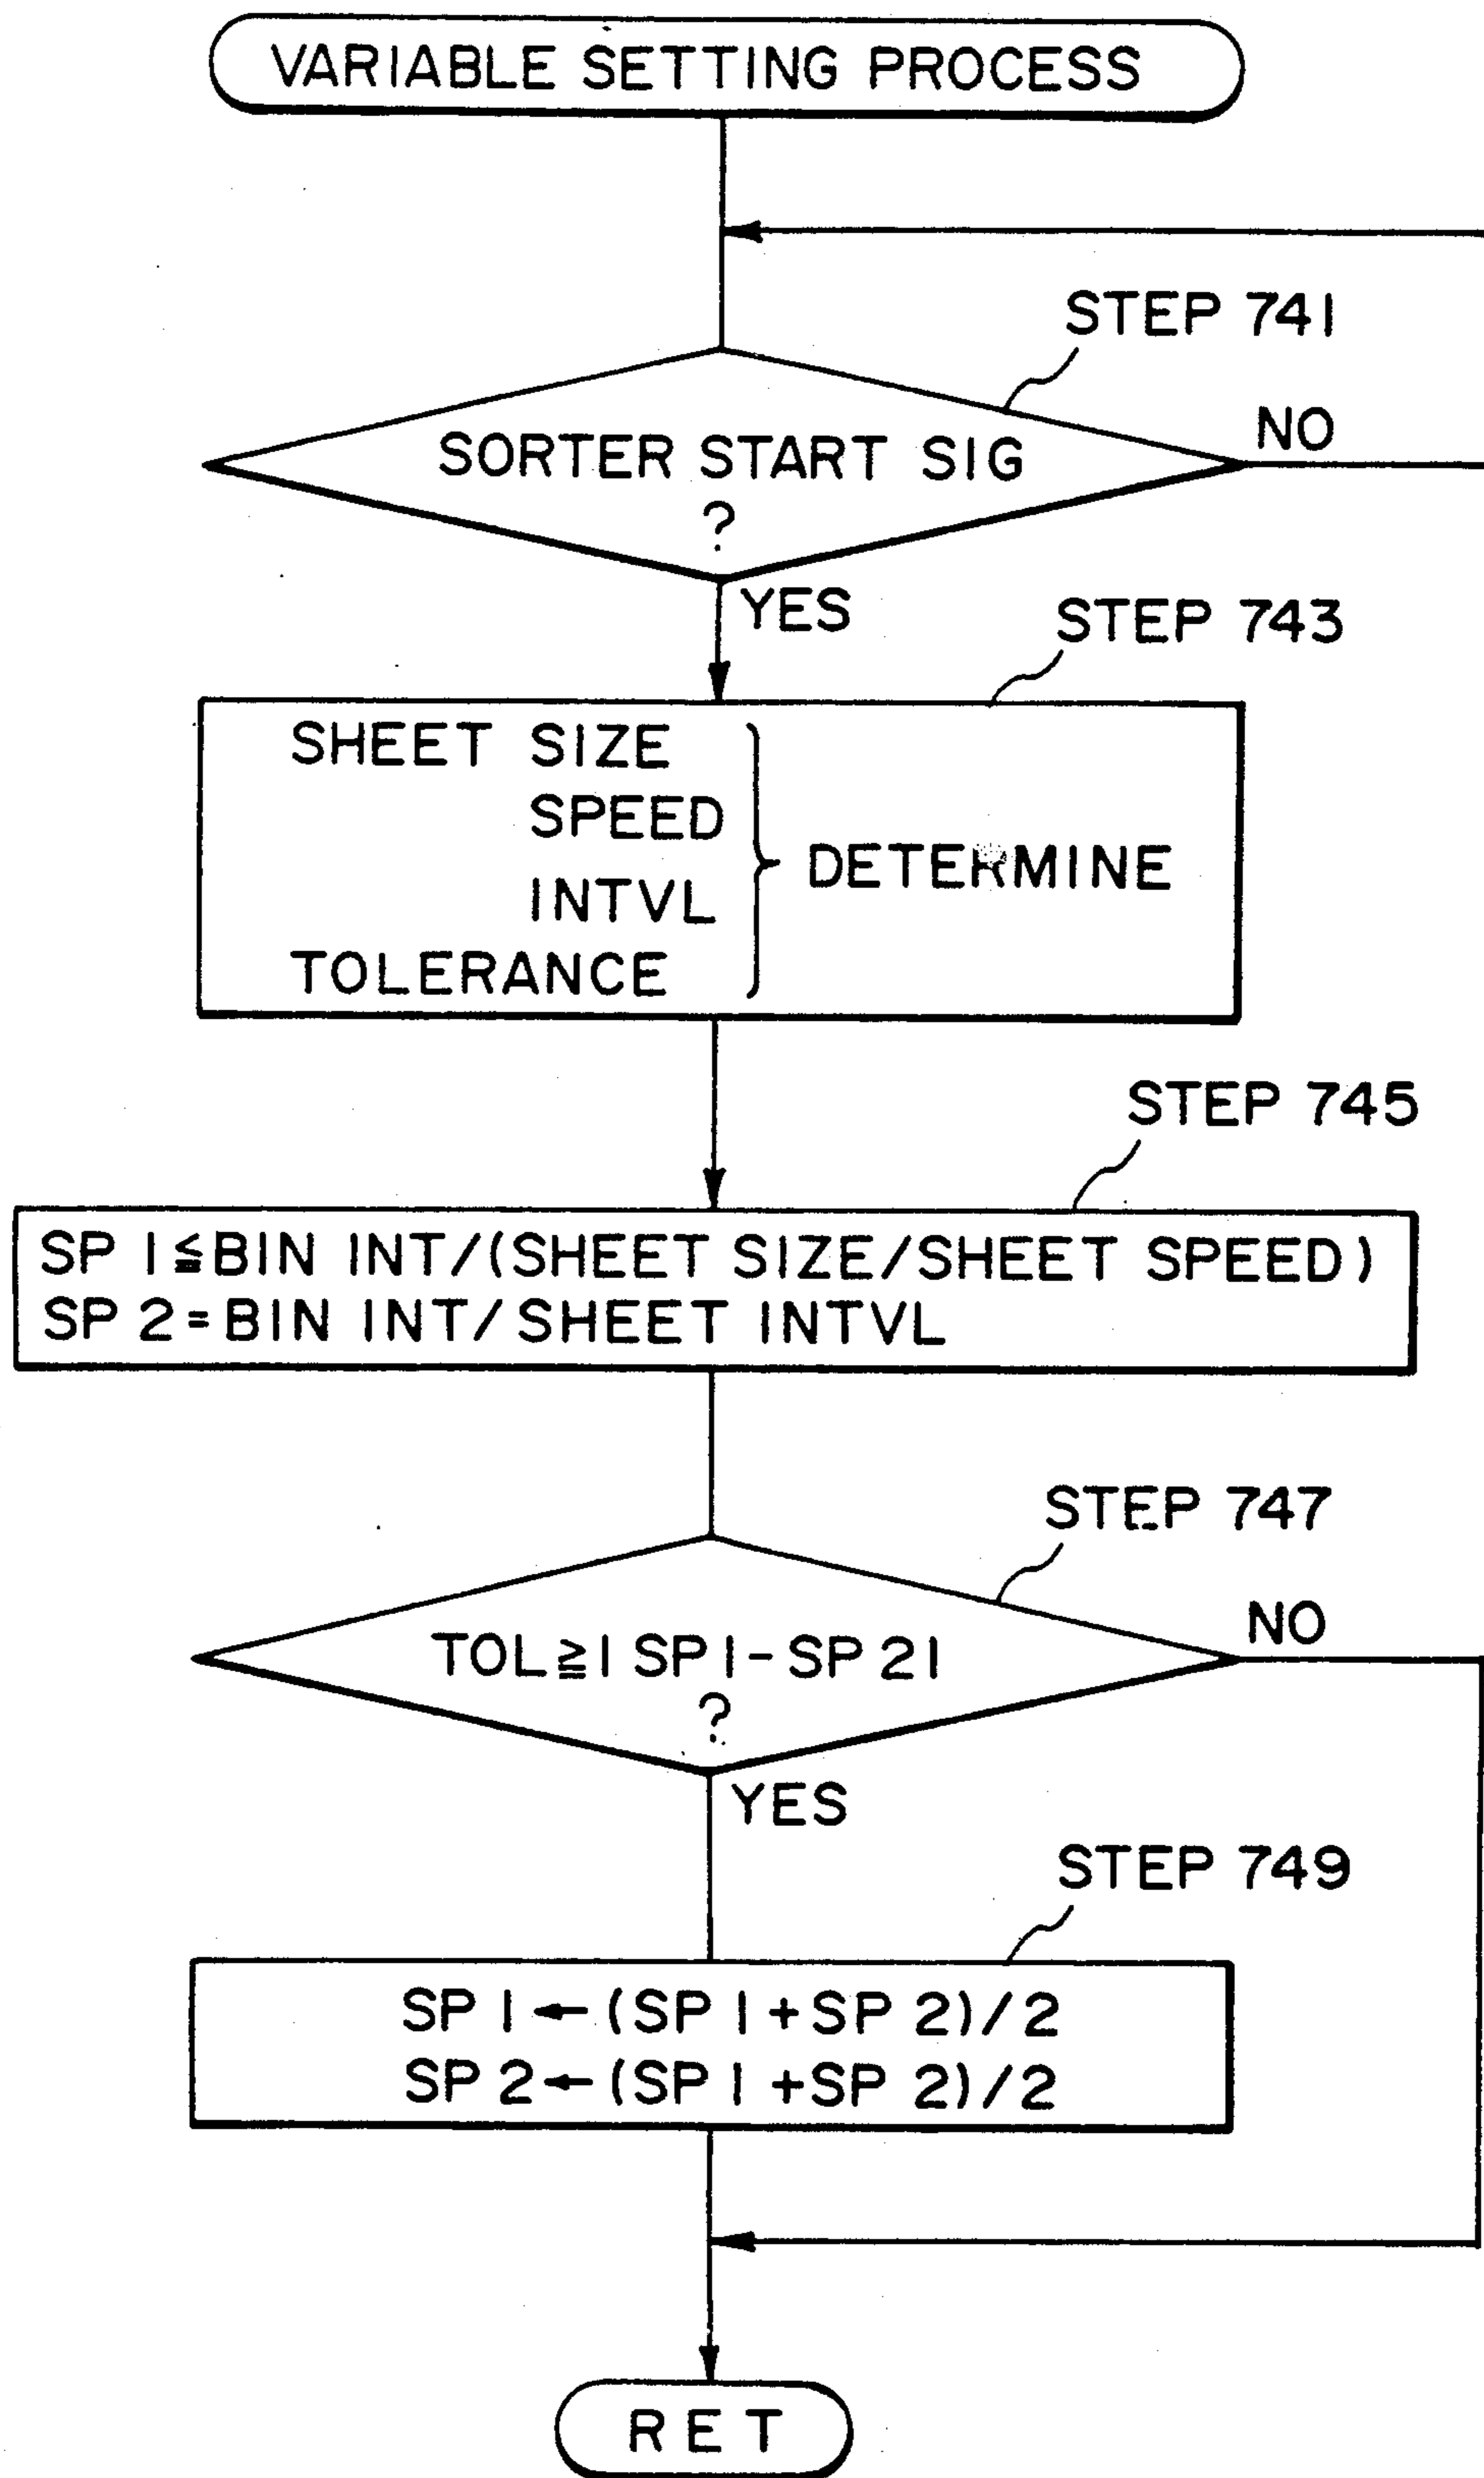 VARIABLE SETTING PROCESS
STEP 741
SORTER START SIG
?
NO
YES
STEP 743
SHEET SIZE
SPEED
INTVL
TOLERANCE
DETERMINE
STEP 745
SP 1≦BIN INT/(SHEET SIZE/SHEET SPEED)
SP 2=BIN INT/SHEET INTVL
STEP 747
TOL≧|SP1-SP2|
?
NO
YES
STEP 749
SP 1←(SP 1+SP 2)/2
SP 2←(SP 1+SP 2)/2
RET